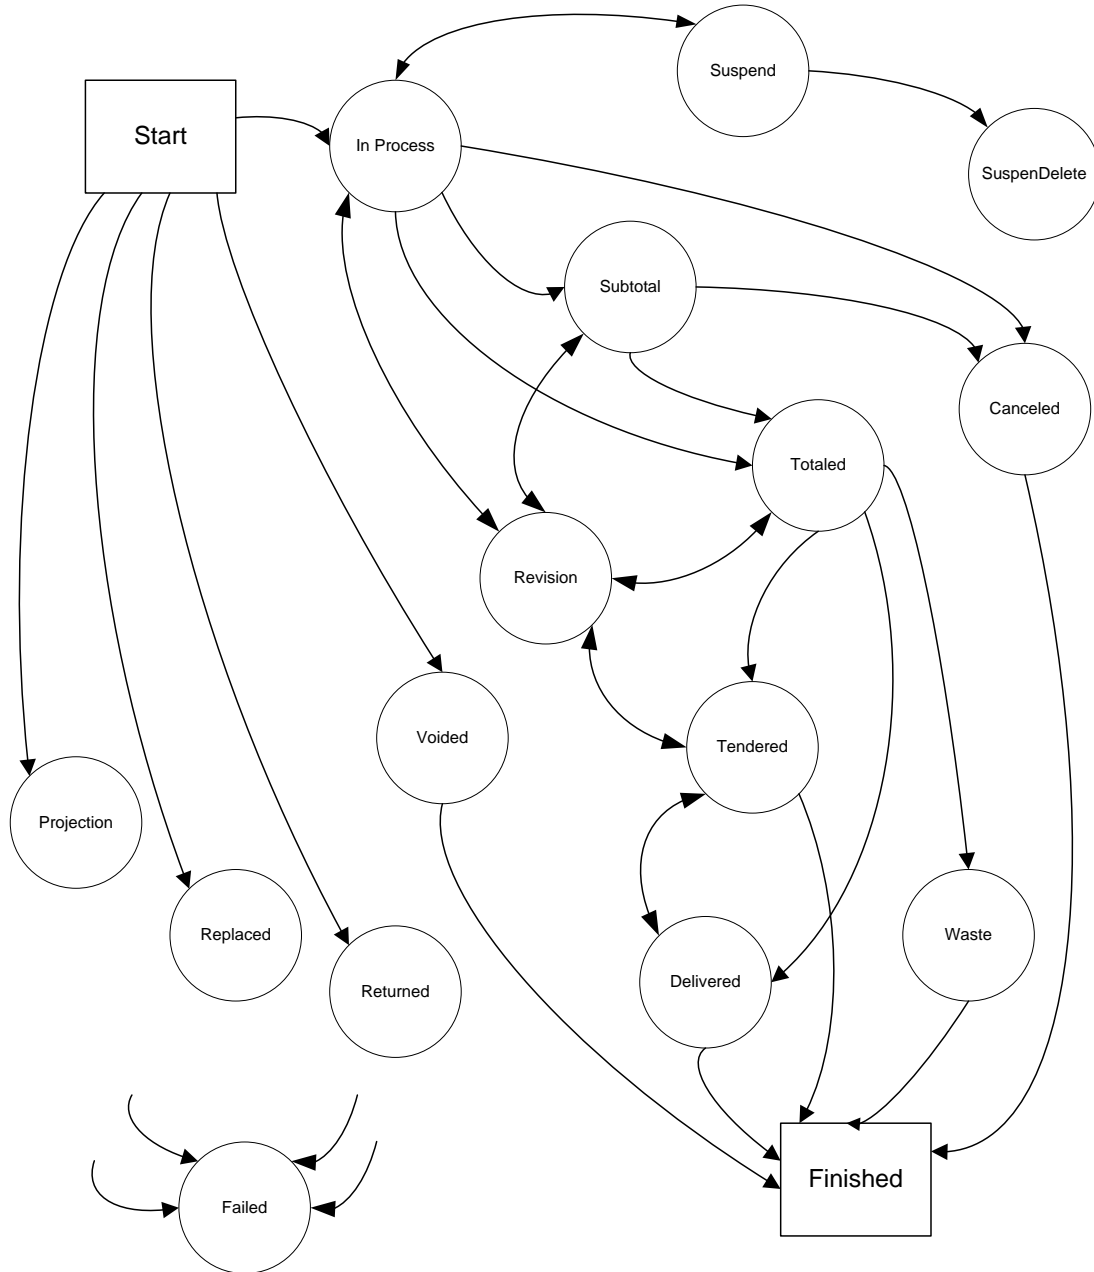 Suspend
Start
In Process
SuspenDelete
Subtotal
Canceled
Totaled
Revision
Voided
Tendered
Projection
Replaced
Waste
Delivered
Returned
Finished
Failed